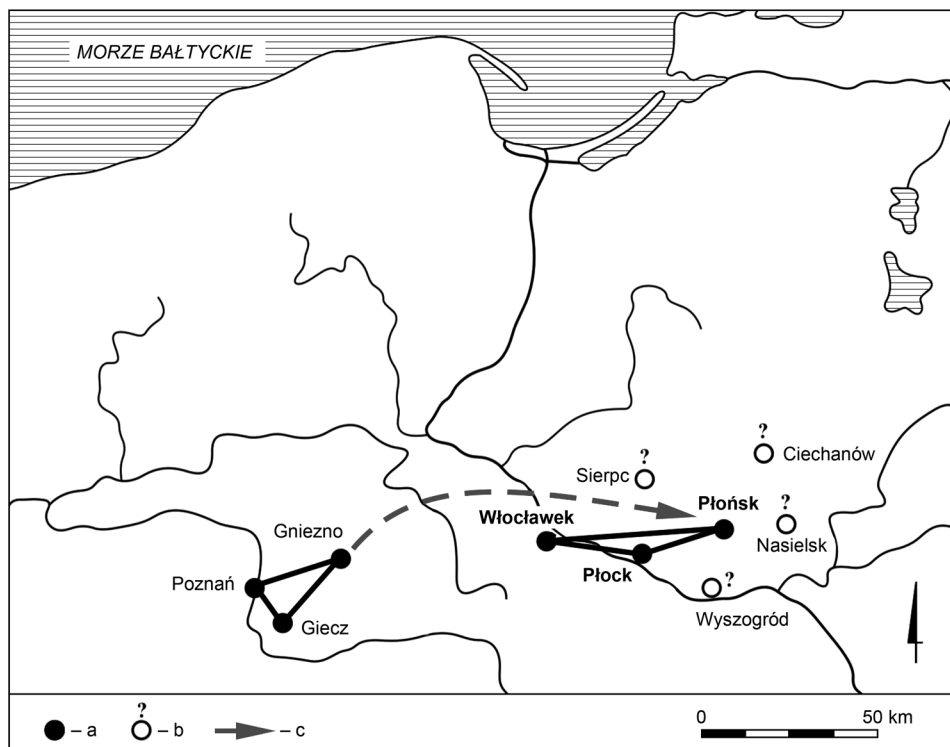 MORZE BAŁTYCKIE
?
Ciechanów
?
Sierpc
Płońsk
?
Włocławek
Nasielsk
Gniezno
Płock
?
Poznań
Wyszogród
Giecz
– a
?
– b
– c
0 50 km